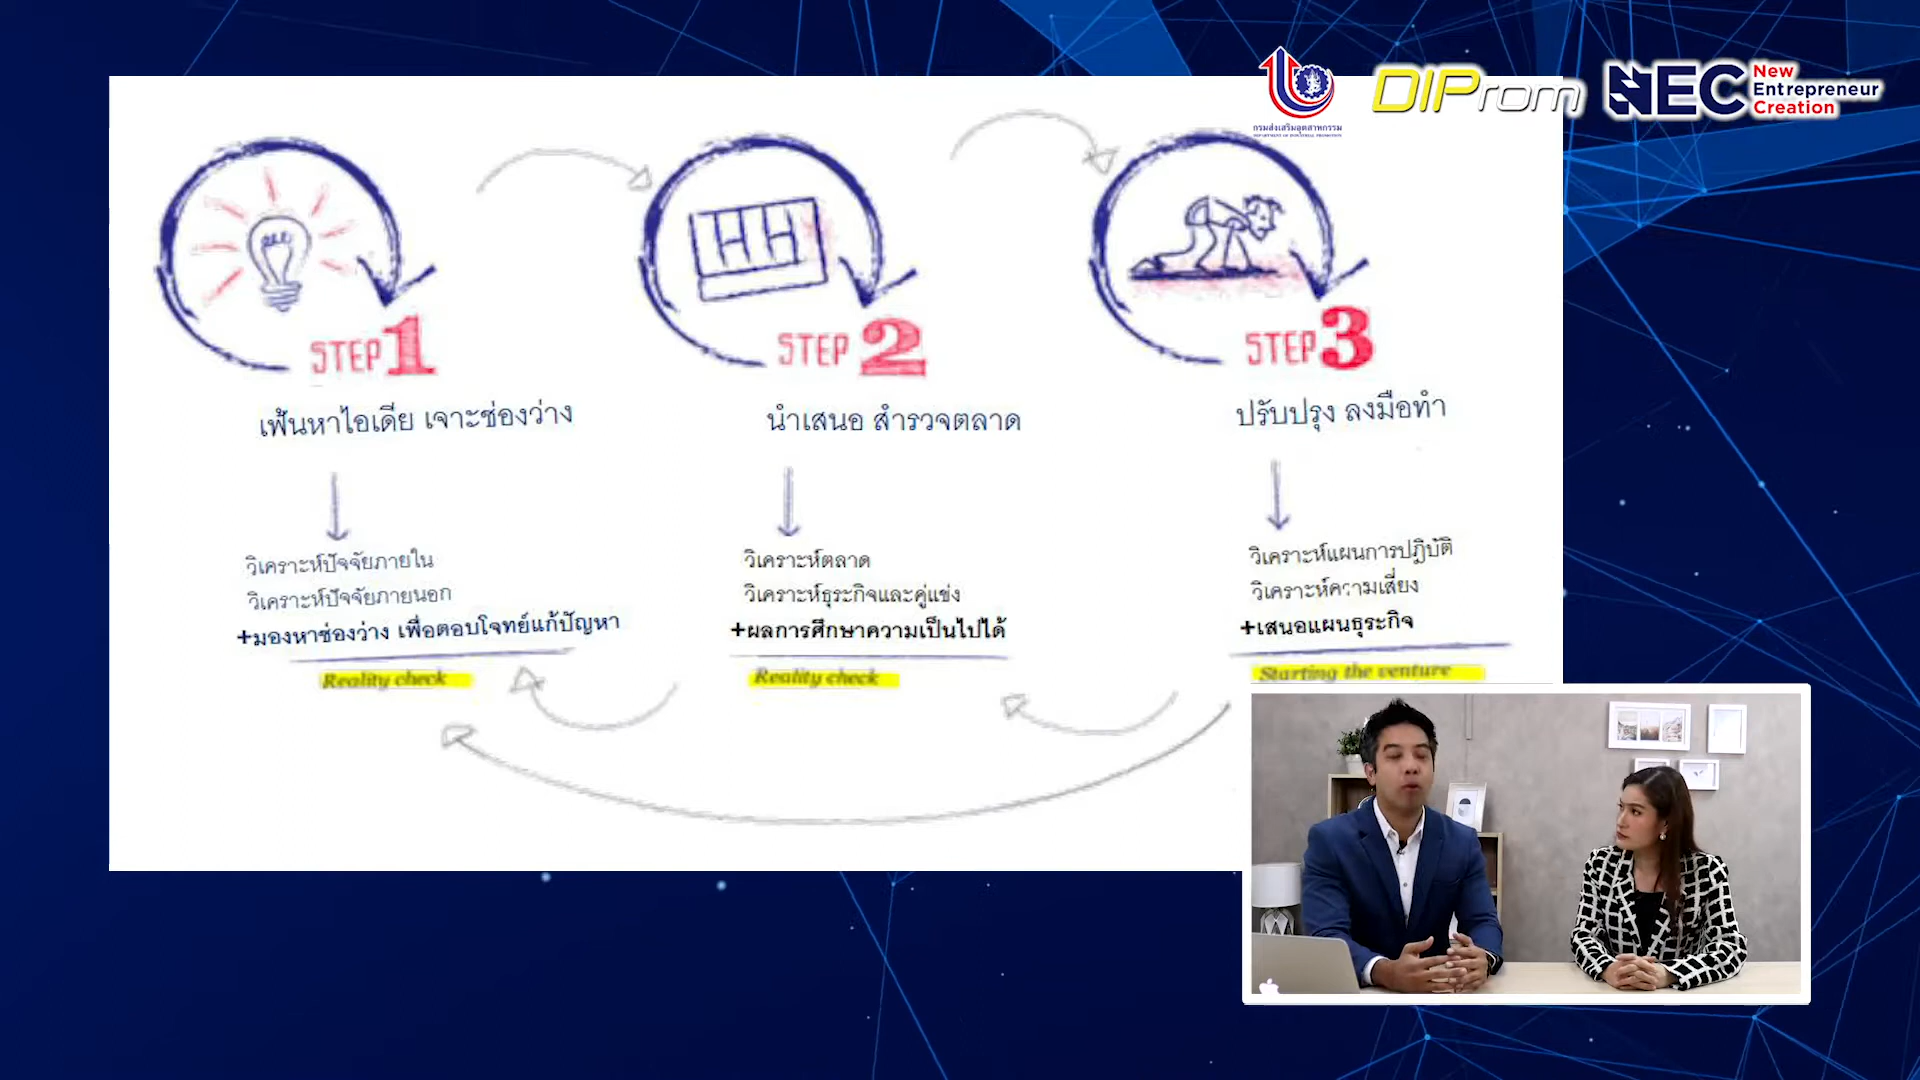 กรมส่งเสริมอุตสาหกรรม
DEPARTMENT OF INDUSTRIAL PROMOTION
DIProm
NEC New Entrepreneur Creation
STEP 1
STEP 2
STEP 3
เฟ้นหาไอเดีย เจาะช่องว่าง
นำเสนอ สำรวจตลาด
ปรับปรุง ลงมือทำ
วิเคราะห์ปัจจัยภายใน
วิเคราะห์ปัจจัยภายนอก
+มองหาช่องว่าง เพื่อตอบโจทย์แก้ปัญหา
Reality check
วิเคราะห์ตลาด
วิเคราะห์ธุระกิจและคู่แข่ง
+ผลการศึกษาความเป็นไปได้
Reality check
วิเคราะห์แผนการปฏิบัติ
วิเคราะห์ความเสี่ยง
+เสนอแผนธุระกิจ
Starting the venture